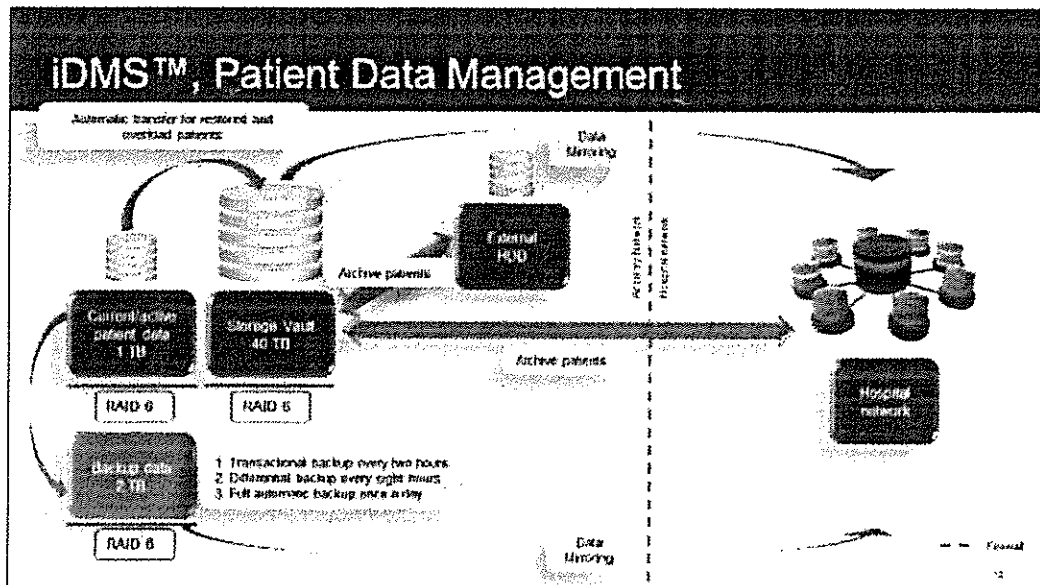 iDMS™, Patient Data Management
Automatic transfer for restored and
overload patients
Data
Mirroring
External
HDD
Archive patients
Current/active
patient data
1 TB
Storage Vault
40 TB
Archive patients
RAID 6
RAID 6
Hospital
network
Backup data
2 TB
1 Transactional backup every two hours
2 Differential backup every eight hours
3 Full automatic backup once a day
RAID 6
Data
Mirroring
Firewall